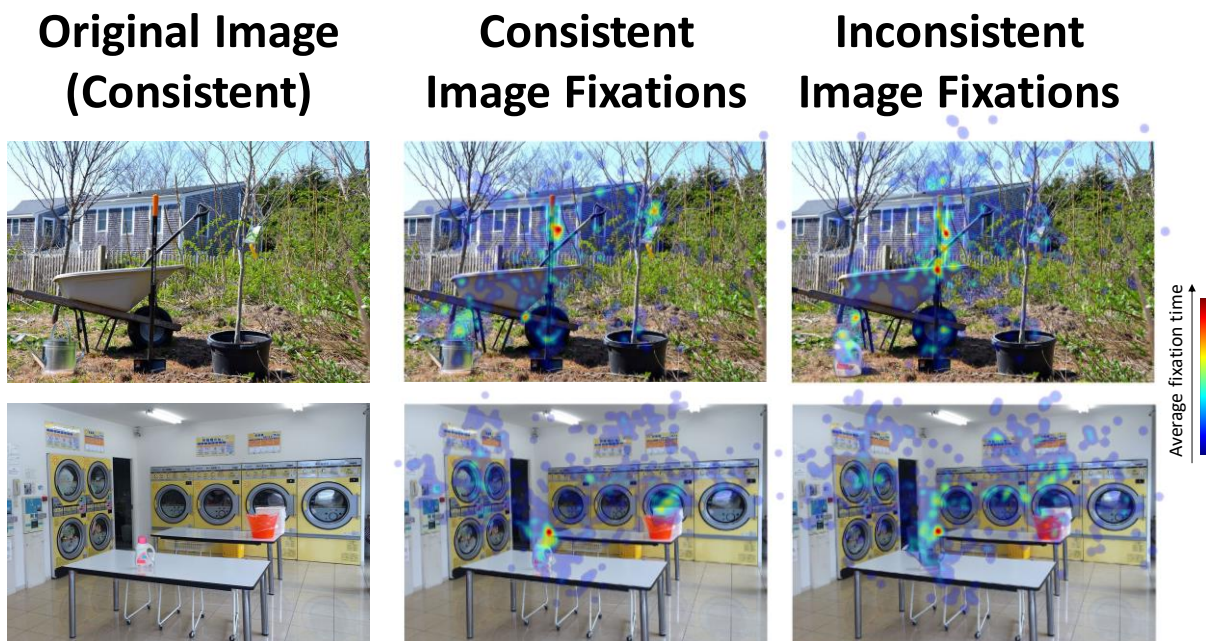 Original Image
(Consistent)
Consistent
Image Fixations
Inconsistent
Image Fixations
Average fixation time